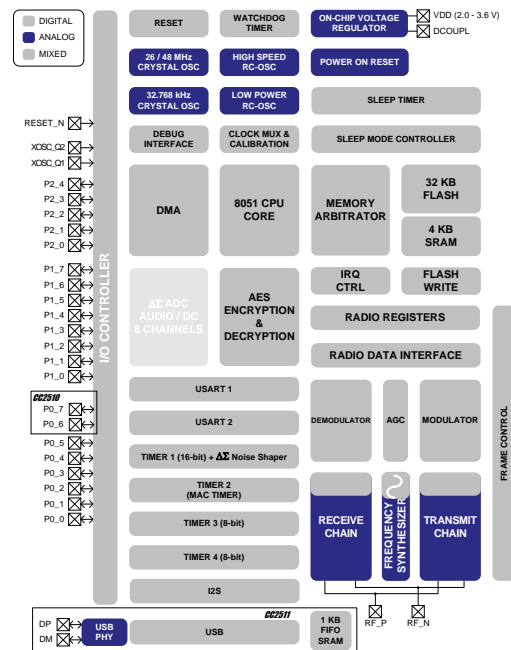 DIGITAL
ANALOG
MIXED
RESET
WATCHDOG
TIMER
ON-CHIP VOLTAGE
REGULATOR
VDD (2.0 - 3.6 V)
DCOUPL
26 / 48 MHz
CRYSTAL OSC
HIGH SPEED
RC-OSC
POWER ON RESET
32.768 kHz
CRYSTAL OSC
LOW POWER
RC-OSC
SLEEP TIMER
DEBUG
INTERFACE
CLOCK MUX &
CALIBRATION
SLEEP MODE CONTROLLER
RESET_N
XOSC_Q2
XOSC_Q1
P2_4
P2_3
P2_2
P2_1
P2_0
P1_7
P1_6
P1_5
P1_4
P1_3
P1_2
P1_1
P1_0
CC2510
P0_7
P0_6
P0_5
P0_4
P0_3
P0_2
P0_1
P0_0
I/O CONTROLLER
DMA
8051 CPU
CORE
MEMORY
ARBITRATOR
32 KB
FLASH
4 KB
SRAM
ΔΣ ADC
AUDIO / DC
8 CHANNELS
AES
ENCRYPTION
&
DECRYPTION
IRQ
CTRL
FLASH
WRITE
RADIO REGISTERS
RADIO DATA INTERFACE
USART 1
USART 2
TIMER 1 (16-bit) + ΔΣ Noise Shaper
TIMER 2
(MAC TIMER)
TIMER 3 (8-bit)
TIMER 4 (8-bit)
I2S
DEMODULATOR
AGC
MODULATOR
RECEIVE
CHAIN
FREQUENCY
SYNTHESIZER
TRANSMIT
CHAIN
FRAME CONTROL
RF_P
RF_N
CC2511
DP
DM
USB
PHY
USB
1 KB
FIFO
SRAM